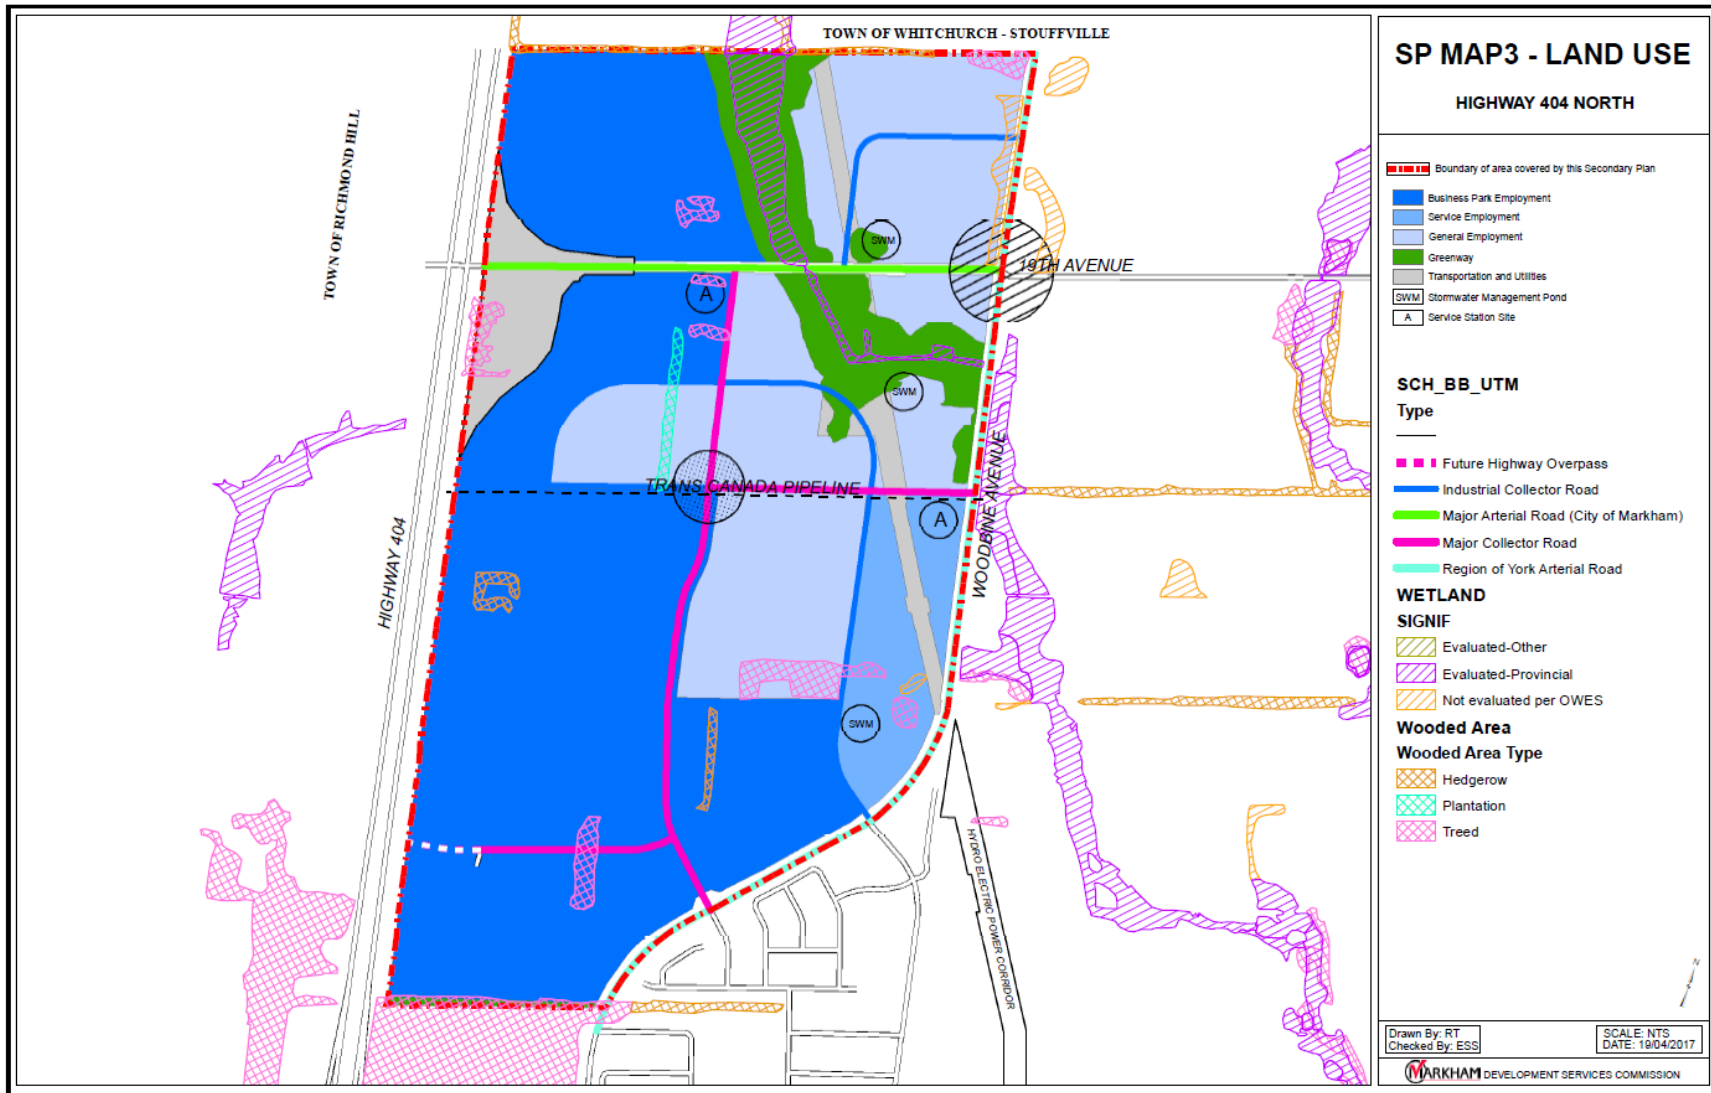 TOWN OF WHITCHURCH - STOUFFVILLE
TOWN OF RICHMOND HILL
SWM
19TH AVENUE
A
SWM
TRANS CANADA PIPELINE
A
WOODBINE AVENUE
HIGHWAY 404
SWM
HYDRO ELECTRIC POWER CORRIDOR
SP MAP3 - LAND USE
HIGHWAY 404 NORTH
Boundary of area covered by this Secondary Plan
Business Park Employment
Service Employment
General Employment
Greenway
Transportation and Utilities
SWM Stormwater Management Pond
A Service Station Site
SCH_BB_UTM
Type
Future Highway Overpass
Industrial Collector Road
Major Arterial Road (City of Markham)
Major Collector Road
Region of York Arterial Road
WETLAND
SIGNIF
Evaluated-Other
Evaluated-Provincial
Not evaluated per OWES
Wooded Area
Wooded Area Type
Hedgerow
Plantation
Treed
N
Drawn By: RT
Checked By: ESS
SCALE: NTS
DATE: 19/04/2017
MARKHAM DEVELOPMENT SERVICES COMMISSION